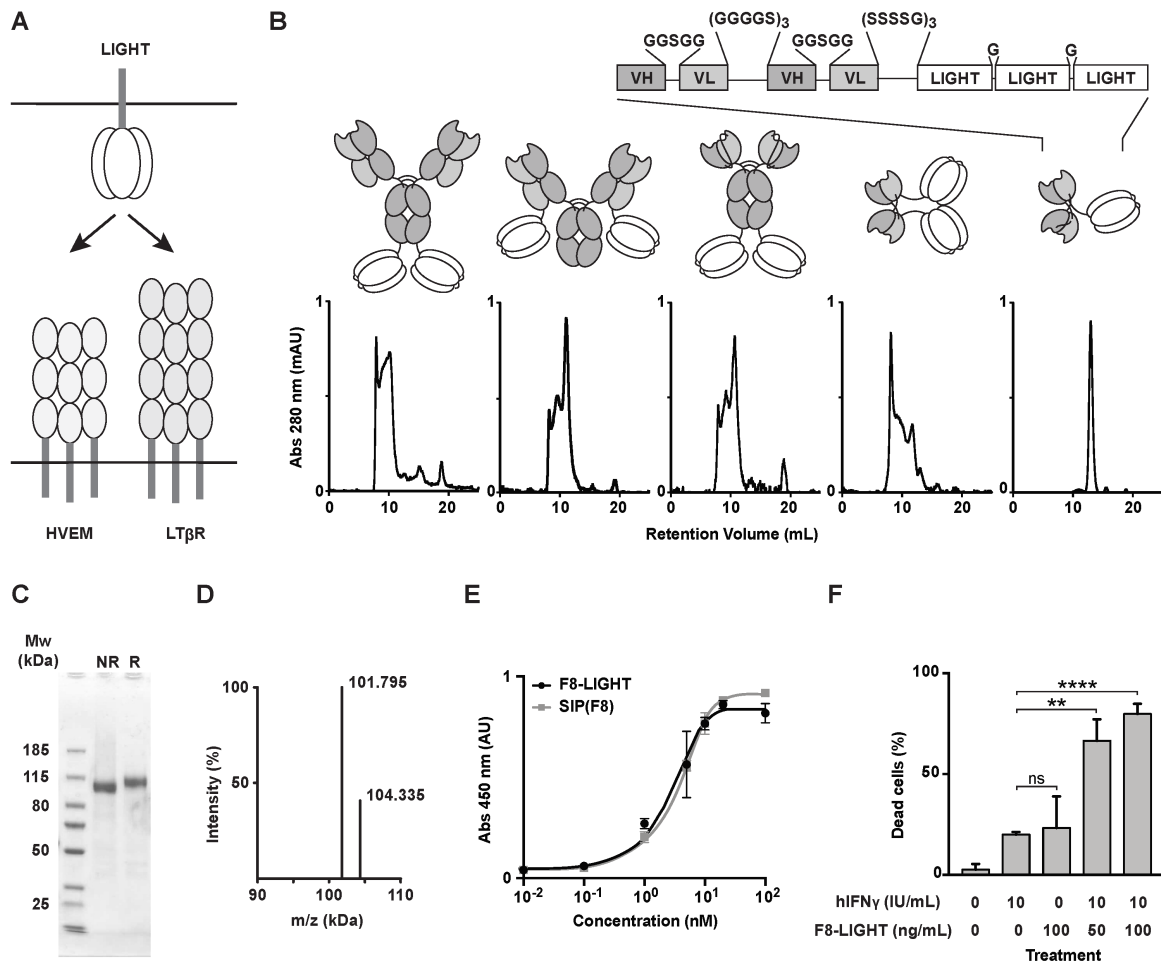 A
LIGHT
HVEM
LTβR
B
(GGGGS)3
(SSSSG)3
GGSGG
GGSGG
G
G
VH
VL
VH
VL
LIGHT
LIGHT
LIGHT
Abs 280 nm (mAU)
1
0
0
10
20
1
0
0
10
20
1
0
0
10
20
1
0
0
10
20
1
0
0
10
20
Retention Volume (mL)
C
Mw
(kDa)
NR
R
185
115
80
50
25
D
Intensity (%)
100
50
101.795
104.335
90
100
110
m/z (kDa)
E
Abs 450 nm (AU)
1
0
F8-LIGHT
SIP(F8)
10-2
10-1
100
101
102
Concentration (nM)
F
Dead cells (%)
100
50
0
ns
**
****
hIFNγ (IU/mL) 0 10 0 10 10
F8-LIGHT (ng/mL) 0 0 100 50 100
Treatment